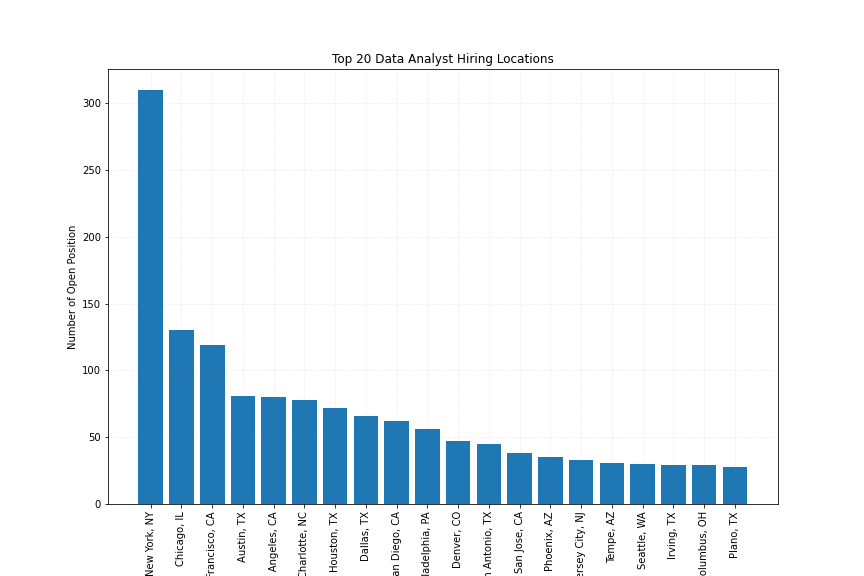 Top 20 Data Analyst Hiring Locations
Number of Open Position
300
250
200
150
100
50
0
New York, NY
Chicago, IL
Francisco, CA
Austin, TX
Angeles, CA
Charlotte, NC
Houston, TX
Dallas, TX
an Diego, CA
ladelphia, PA
Denver, CO
n Antonio, TX
San Jose, CA
Phoenix, AZ
ersey City, NJ
Tempe, AZ
Seattle, WA
Irving, TX
olumbus, OH
Plano, TX